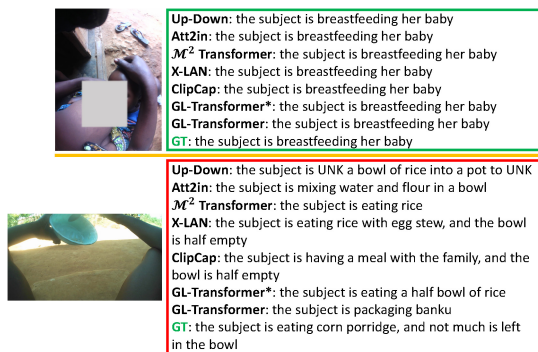 Up-Down: the subject is breastfeeding her baby
Att2in: the subject is breastfeeding her baby
ℳ² Transformer: the subject is breastfeeding her baby
X-LAN: the subject is breastfeeding her baby
ClipCap: the subject is breastfeeding her baby
GL-Transformer*: the subject is breastfeeding her baby
GL-Transformer: the subject is breastfeeding her baby
GT: the subject is breastfeeding her baby
Up-Down: the subject is UNK a bowl of rice into a pot to UNK
Att2in: the subject is mixing water and flour in a bowl
ℳ² Transformer: the subject is eating rice
X-LAN: the subject is eating rice with egg stew, and the bowl
is half empty
ClipCap: the subject is having a meal with the family, and the
bowl is half empty
GL-Transformer*: the subject is eating a half bowl of rice
GL-Transformer: the subject is packaging banku
GT: the subject is eating corn porridge, and not much is left
in the bowl